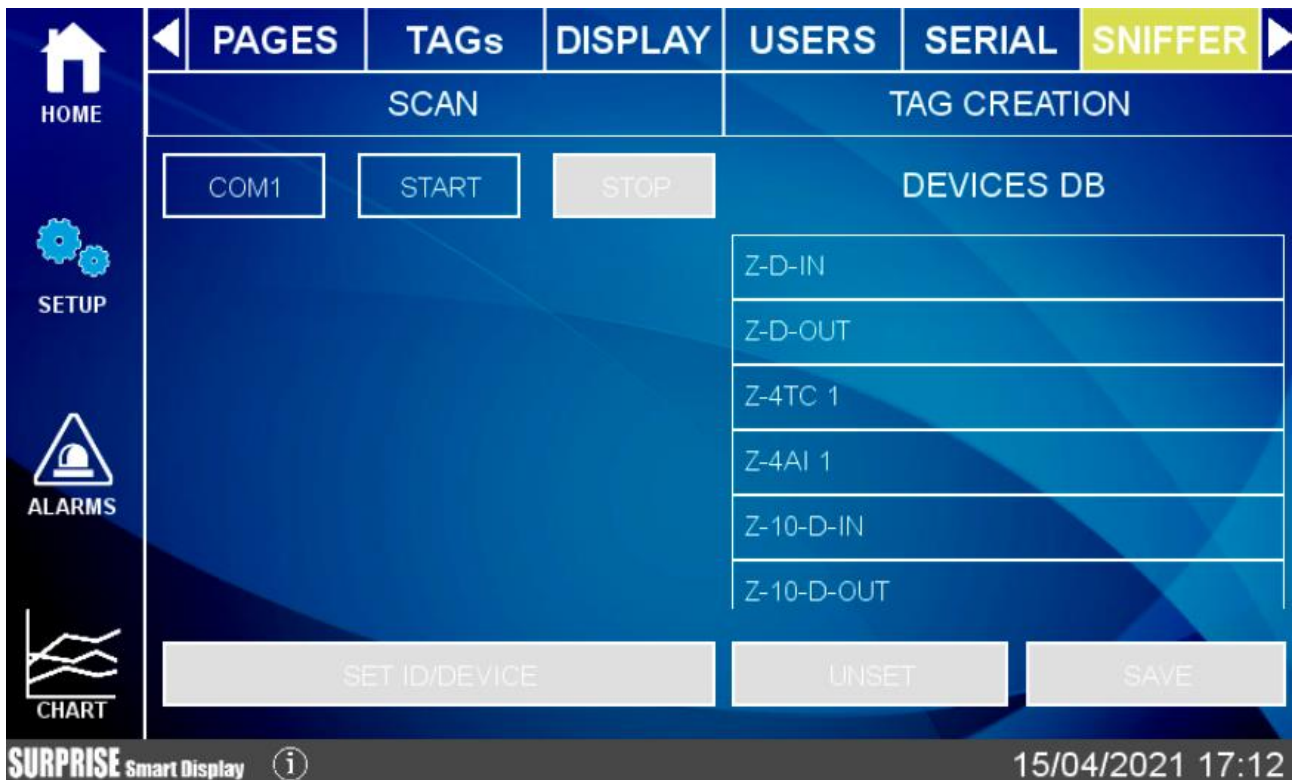 PAGES TAGs DISPLAY USERS SERIAL SNIFFER
HOME
SCAN TAG CREATION
COM1 START STOP DEVICES DB
Z-D-IN
SETUP
Z-D-OUT
Z-4TC 1
Z-4AI 1
ALARMS
Z-10-D-IN
Z-10-D-OUT
SET ID/DEVICE UNSET SAVE
CHART
SURPRISE Smart Display i 15/04/2021 17:12